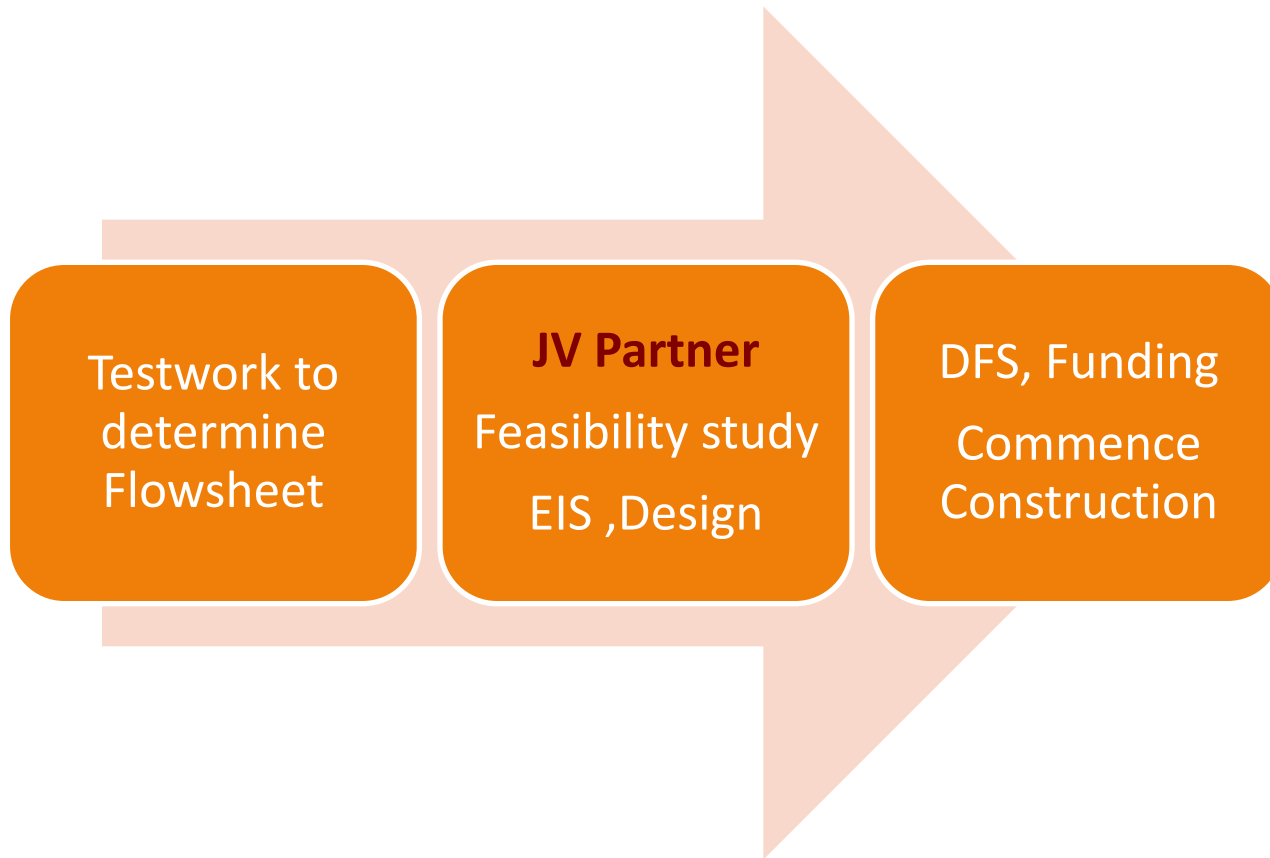 Testwork to
determine
Flowsheet
JV Partner
Feasibility study
EIS ,Design
DFS, Funding
Commence
Construction